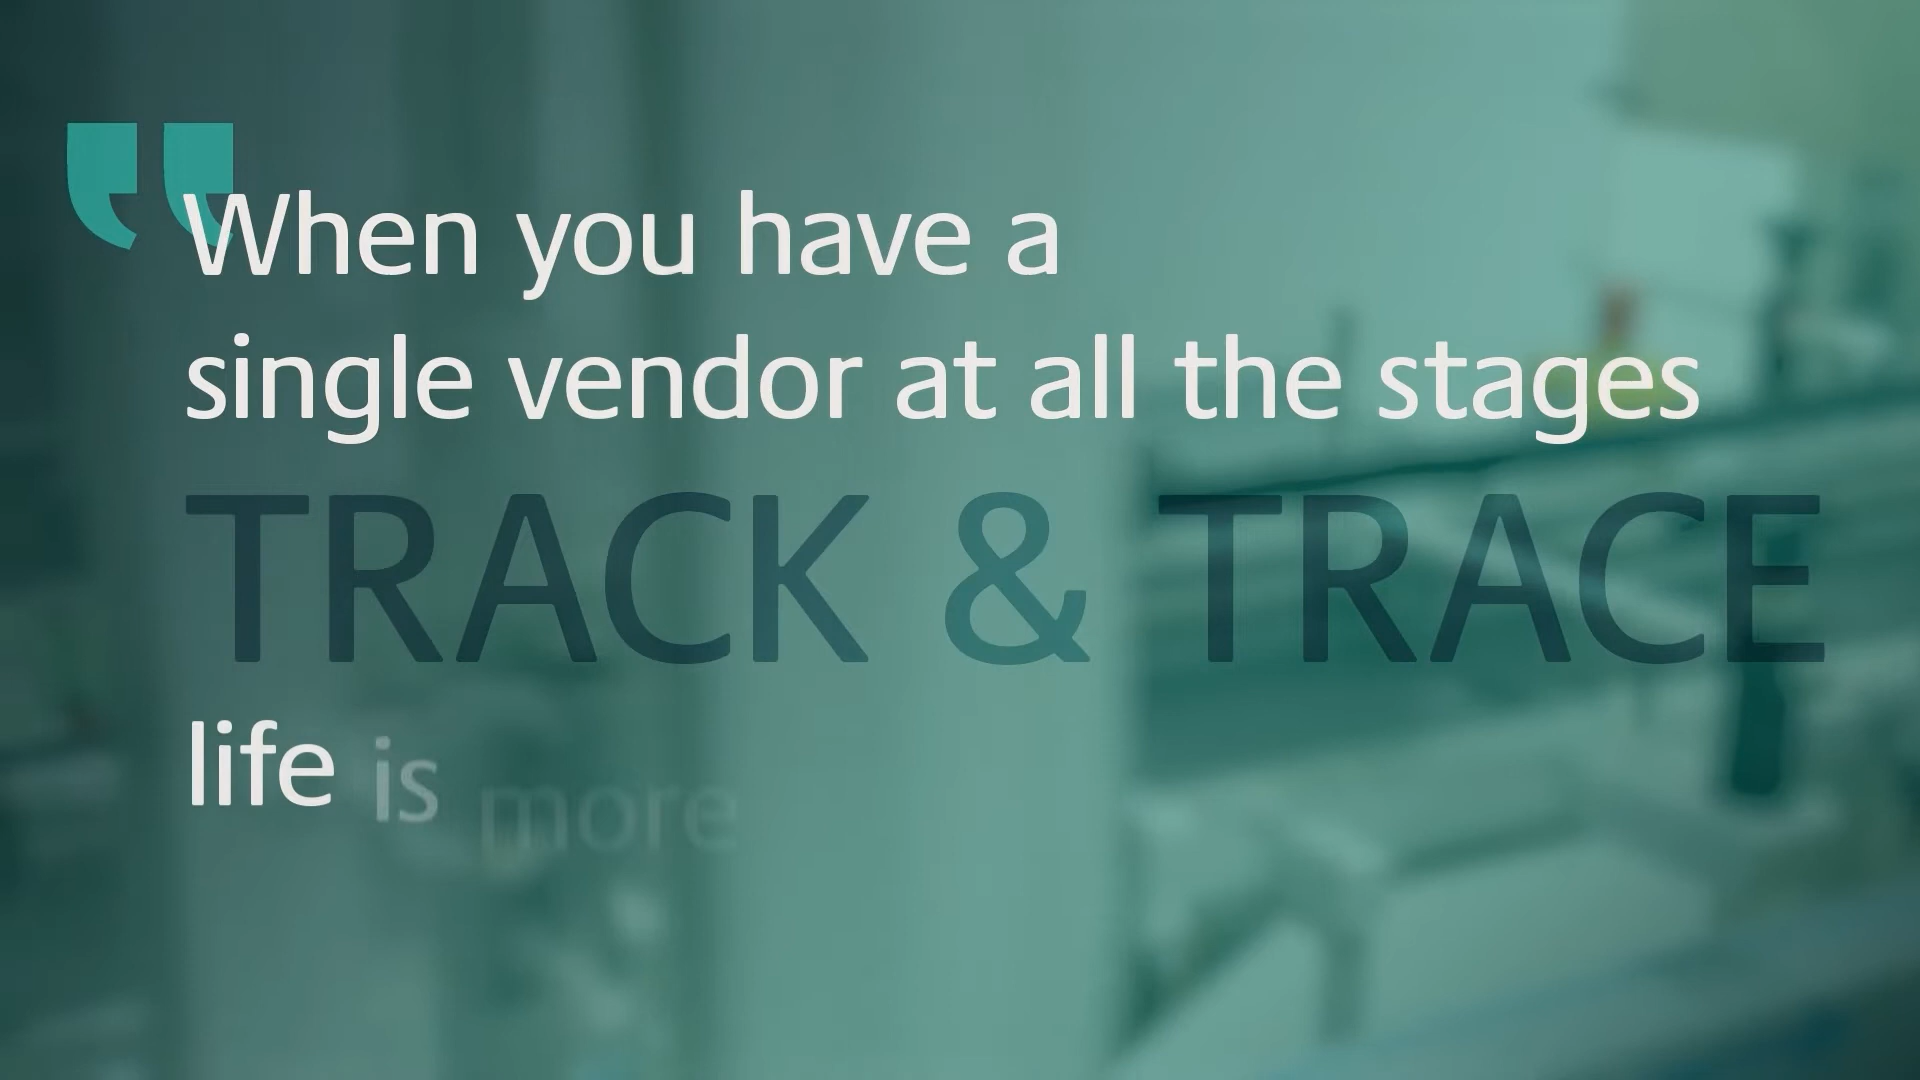 "When you have a
single vendor at all the stages
TRACK & TRACE
life is more